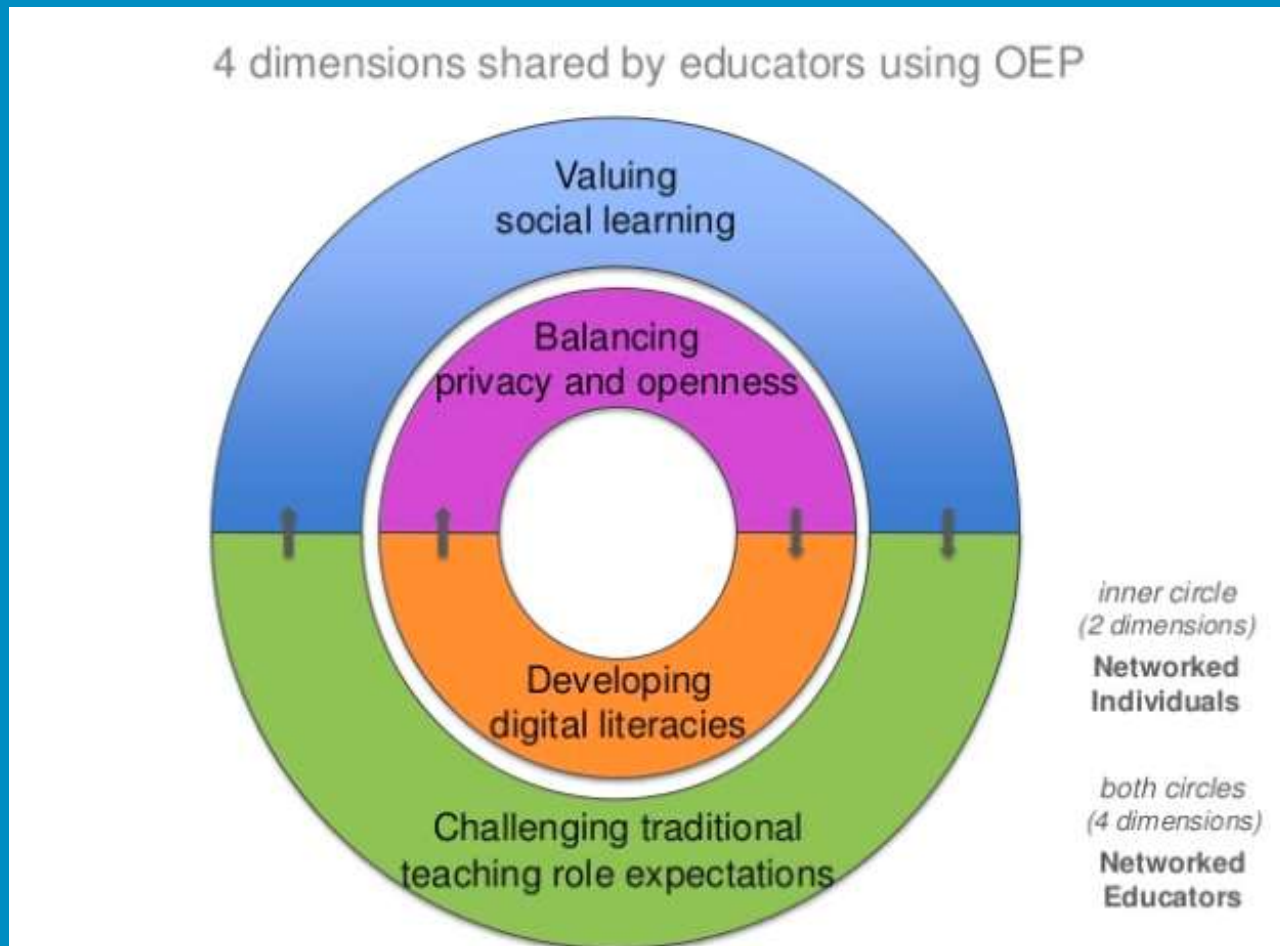 4 dimensions shared by educators using OEP
Valuing
social learning
Balancing
privacy and openness
Developing
digital literacies
Challenging traditional
teaching role expectations
inner circle
(2 dimensions)
Networked
Individuals
both circles
(4 dimensions)
Networked
Educators